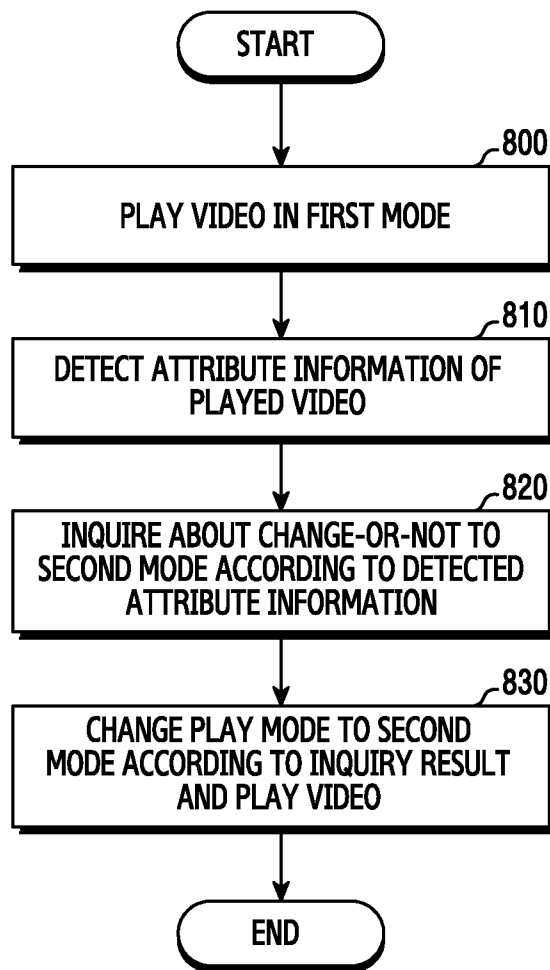 START
800
PLAY VIDEO IN FIRST MODE
810
DETECT ATTRIBUTE INFORMATION OF
PLAYED VIDEO
820
INQUIRE ABOUT CHANGE-OR-NOT TO
SECOND MODE ACCORDING TO DETECTED
ATTRIBUTE INFORMATION
830
CHANGE PLAY MODE TO SECOND
MODE ACCORDING TO INQUIRY RESULT
AND PLAY VIDEO
END